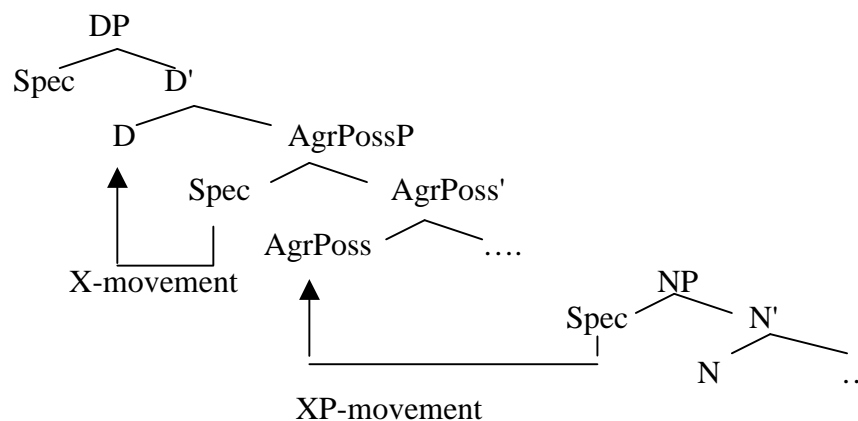 DP
Spec D'
D AgrPossP
Spec AgrPoss'
AgrPoss ….
X-movement
NP
Spec N'
N ..
XP-movement